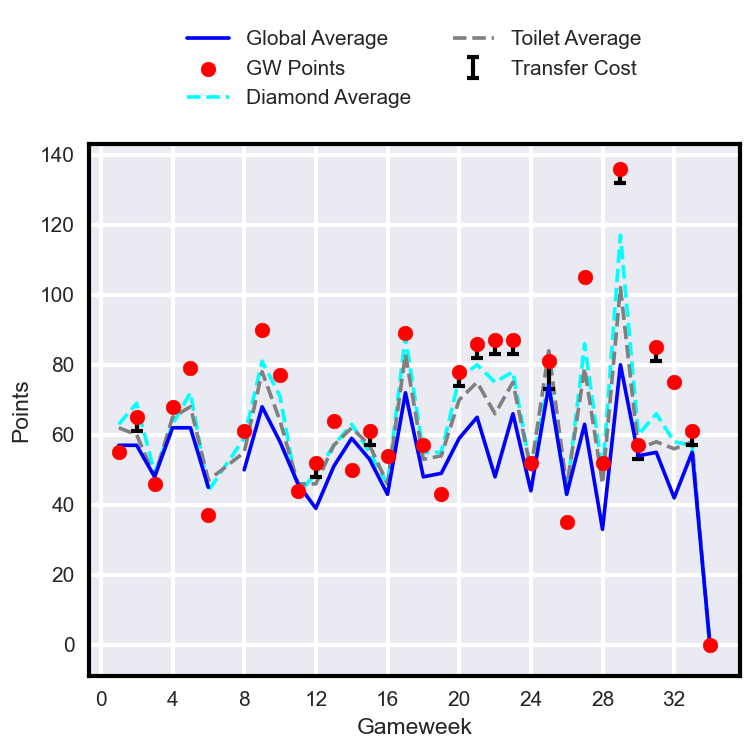 Global Average
GW Points
Diamond Average
Toilet Average
Transfer Cost
140
120
100
80
60
40
20
0
Points
0 4 8 12 16 20 24 28 32
Gameweek